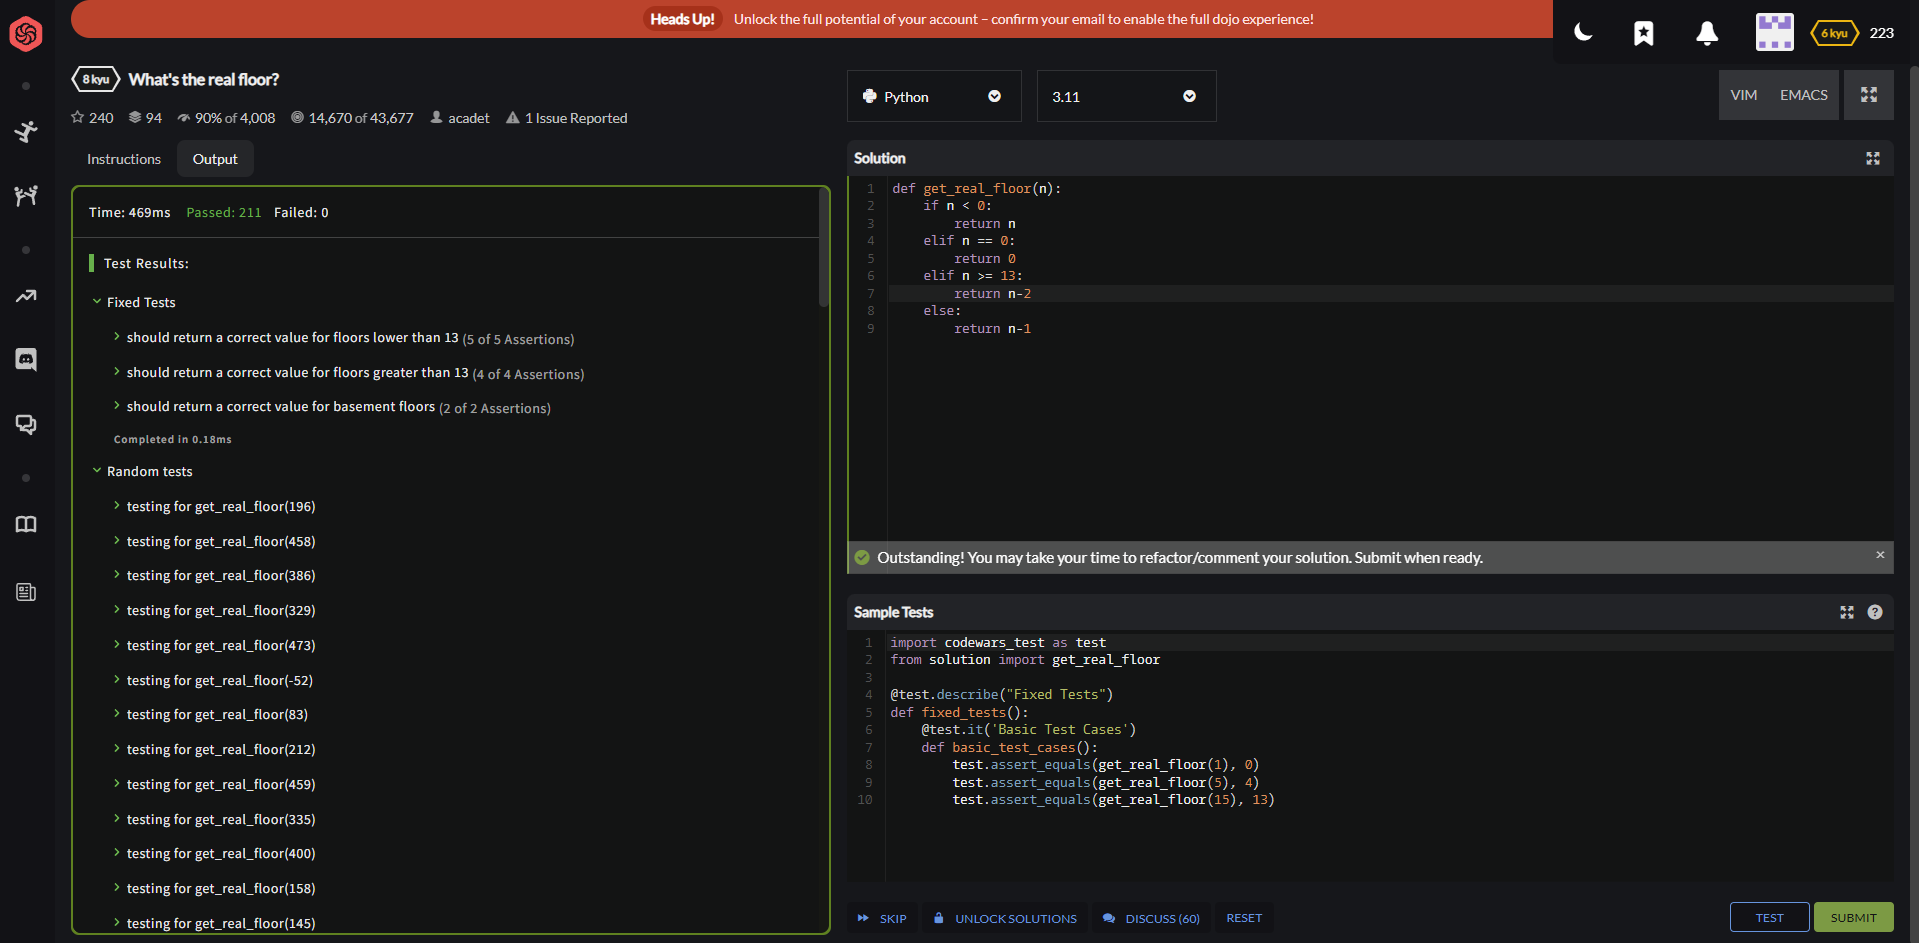 Heads Up! Unlock the full potential of your account – confirm your email to enable the full dojo experience!
6 kyu 223
8 kyu What's the real floor?
240 94 90% of 4,008 14,670 of 43,677 acadet 1 Issue Reported
Instructions Output
Time: 469ms Passed: 211 Failed: 0
Test Results:
Fixed Tests
should return a correct value for floors lower than 13 (5 of 5 Assertions)
should return a correct value for floors greater than 13 (4 of 4 Assertions)
should return a correct value for basement floors (2 of 2 Assertions)
Completed in 0.18ms
Random tests
testing for get_real_floor(196)
testing for get_real_floor(458)
testing for get_real_floor(386)
testing for get_real_floor(329)
testing for get_real_floor(473)
testing for get_real_floor(-52)
testing for get_real_floor(83)
testing for get_real_floor(212)
testing for get_real_floor(459)
testing for get_real_floor(335)
testing for get_real_floor(400)
testing for get_real_floor(158)
testing for get_real_floor(145)
Python 3.11 VIM EMACS
Solution
1 def get_real_floor(n):
2     if n < 0:
3         return n
4     elif n == 0:
5         return 0
6     elif n >= 13:
7         return n-2
8     else:
9         return n-1
Outstanding! You may take your time to refactor/comment your solution. Submit when ready. ×
Sample Tests ?
1 import codewars_test as test
2 from solution import get_real_floor
3
4 @test.describe("Fixed Tests")
5 def fixed_tests():
6     @test.it('Basic Test Cases')
7     def basic_test_cases():
8         test.assert_equals(get_real_floor(1), 0)
9         test.assert_equals(get_real_floor(5), 4)
10         test.assert_equals(get_real_floor(15), 13)
SKIP UNLOCK SOLUTIONS DISCUSS (60) RESET TEST SUBMIT